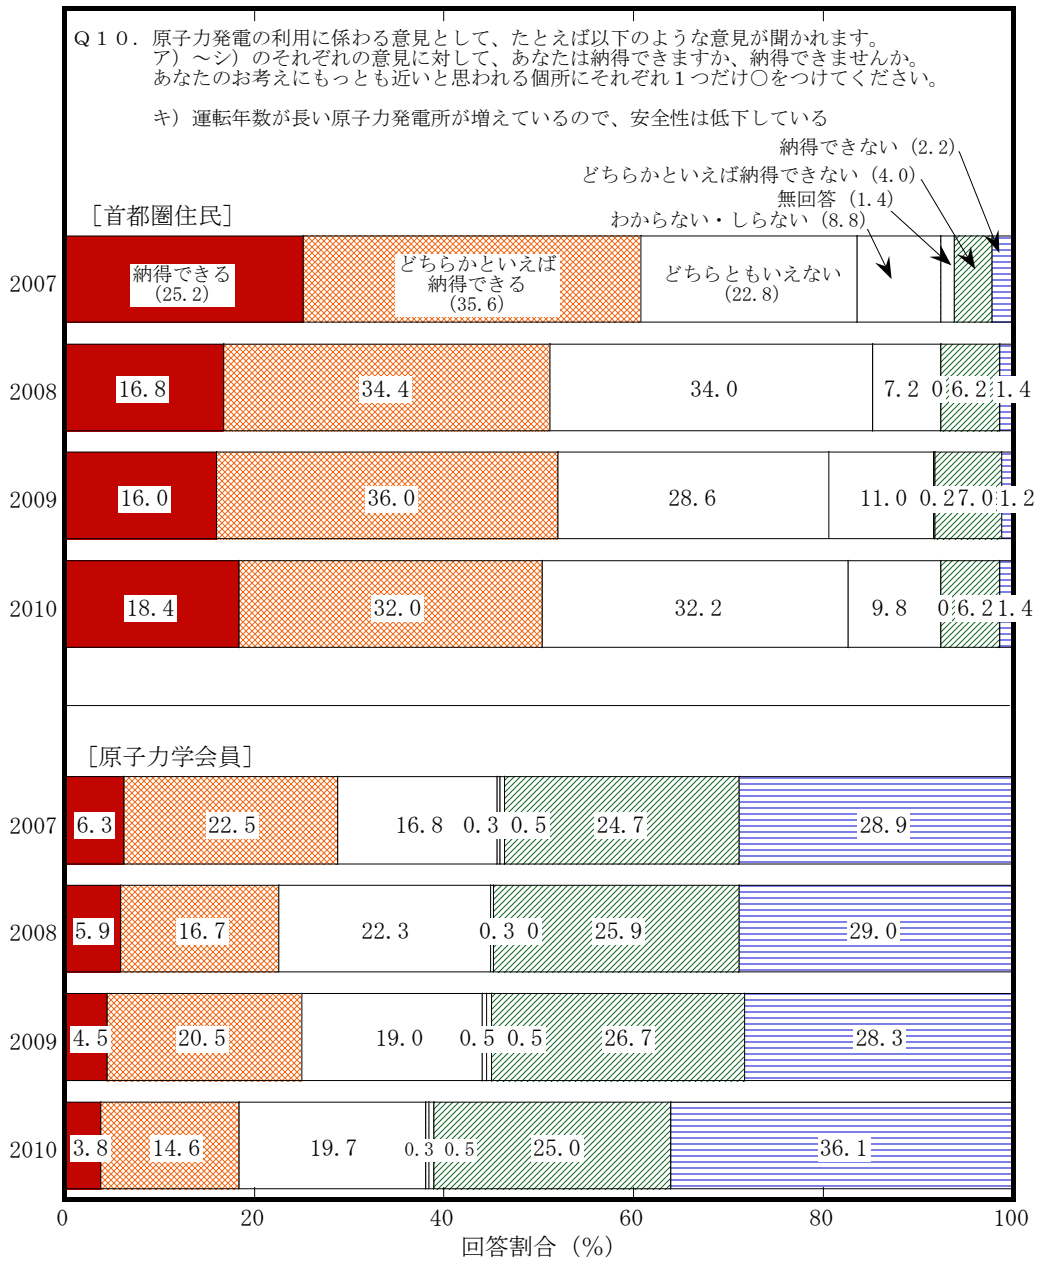 Ｑ１０．原子力発電の利用に係わる意見として、たとえば以下のような意見が聞かれます。
ア）～シ）のそれぞれの意見に対して、あなたは納得できますか、納得できませんか。
あなたのお考えにもっとも近いと思われる個所にそれぞれ１つだけ○をつけてください。
キ）運転年数が長い原子力発電所が増えているので、安全性は低下している
納得できない（2.2）
どちらかといえば納得できない（4.0）
無回答（1.4）
わからない・しらない（8.8）
［首都圏住民］
2007
納得できる
（25.2）
どちらかといえば
納得できる
（35.6）
どちらともいえない
（22.8）
2008 16.8 34.4 34.0 7.2 0 6.2 1.4
2009 16.0 36.0 28.6 11.0 0.2 7.0 1.2
2010 18.4 32.0 32.2 9.8 0 6.2 1.4
［原子力学会員］
2007 6.3 22.5 16.8 0.3 0.5 24.7 28.9
2008 5.9 16.7 22.3 0.3 0 25.9 29.0
2009 4.5 20.5 19.0 0.5 0.5 26.7 28.3
2010 3.8 14.6 19.7 0.3 0.5 25.0 36.1
0 20 40 60 80 100
回答割合（％）